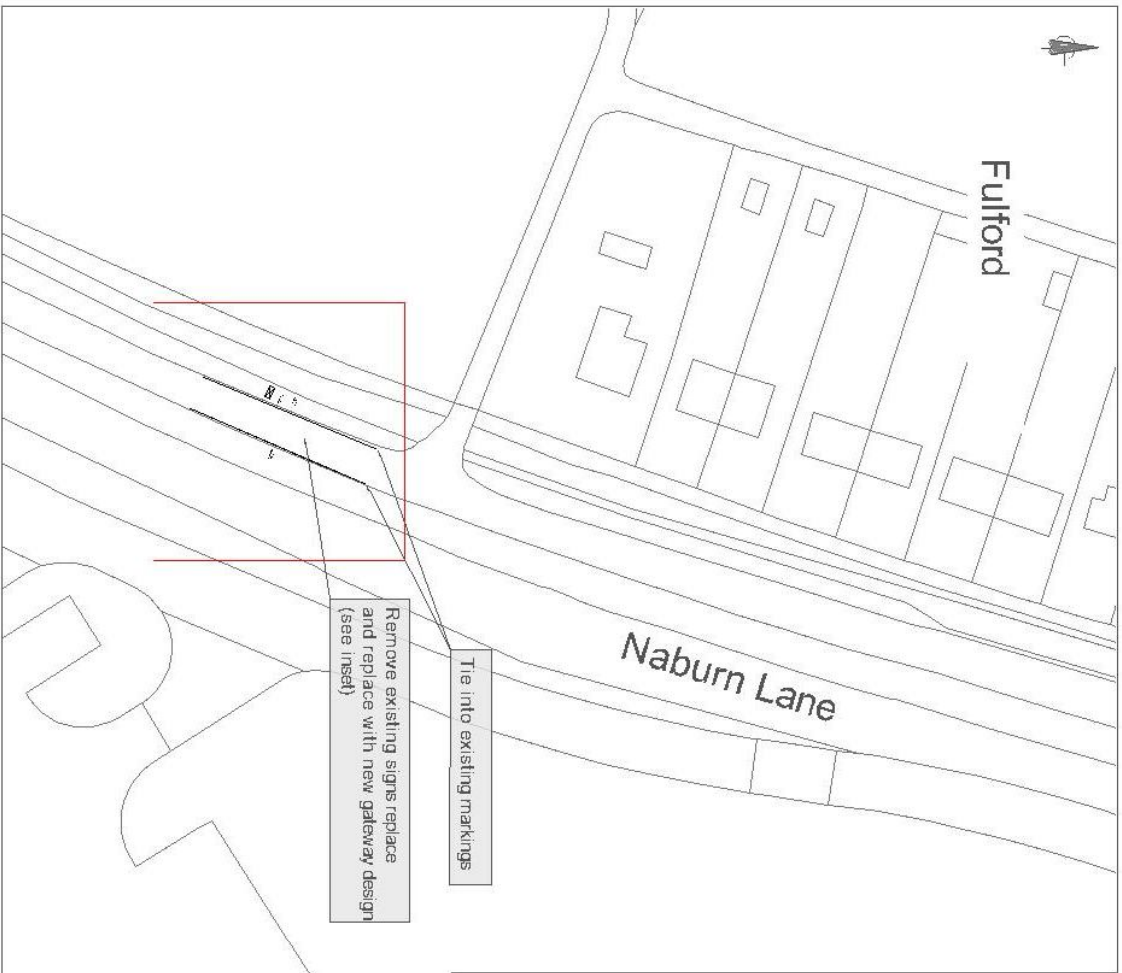 Fulford
Naburn Lane
Tie into existing markings
Remove existing signs replace
and replace with new gateway design
(see inset)